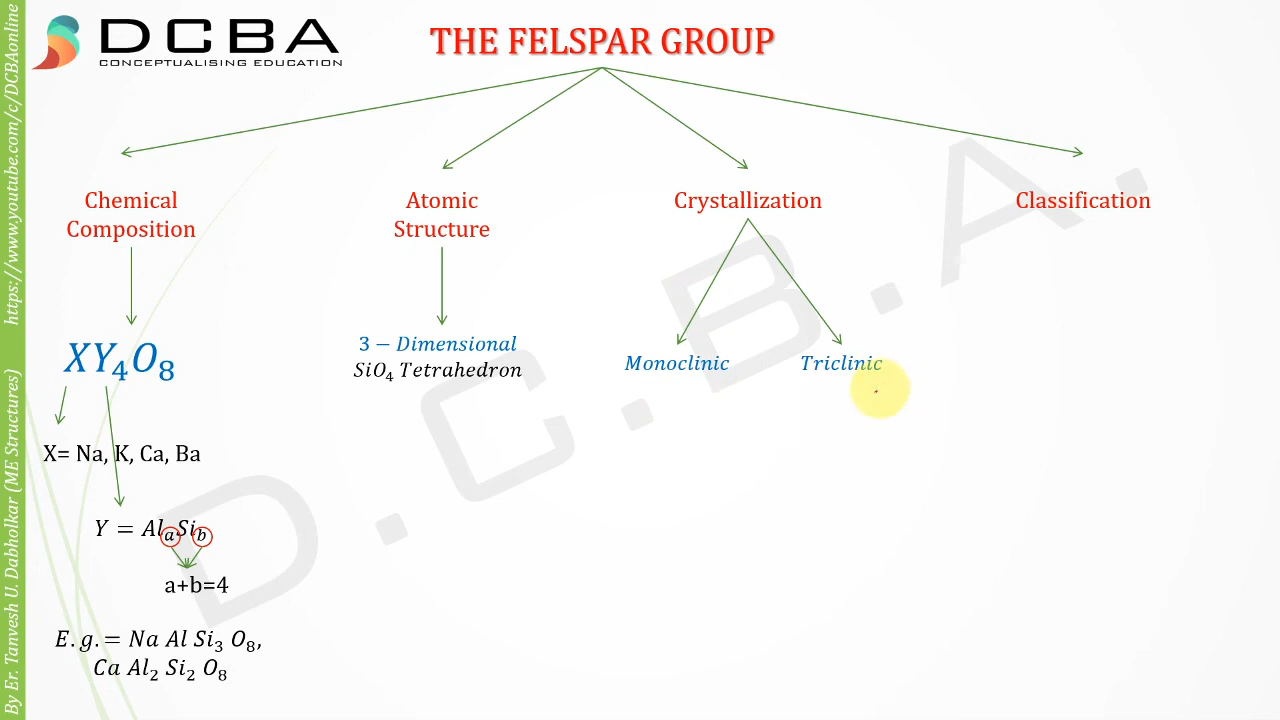 DCBA
CONCEPTUALISING EDUCATION
THE FELSPAR GROUP
Chemical
Composition
Atomic
Structure
Crystallization
Classification
XY₄O₈
3 − Dimensional
SiO₄ Tetrahedron
Monoclinic
Triclinic
X= Na, K, Ca, Ba
Y = AlₐSi_b
a+b=4
E. g. = Na Al Si₃ O₈,
Ca Al₂ Si₂ O₈
D.C.B.A.
By Er. Tanvesh U. Dabholkar (ME Structures) https://www.youtube.com/c/DCBAonline